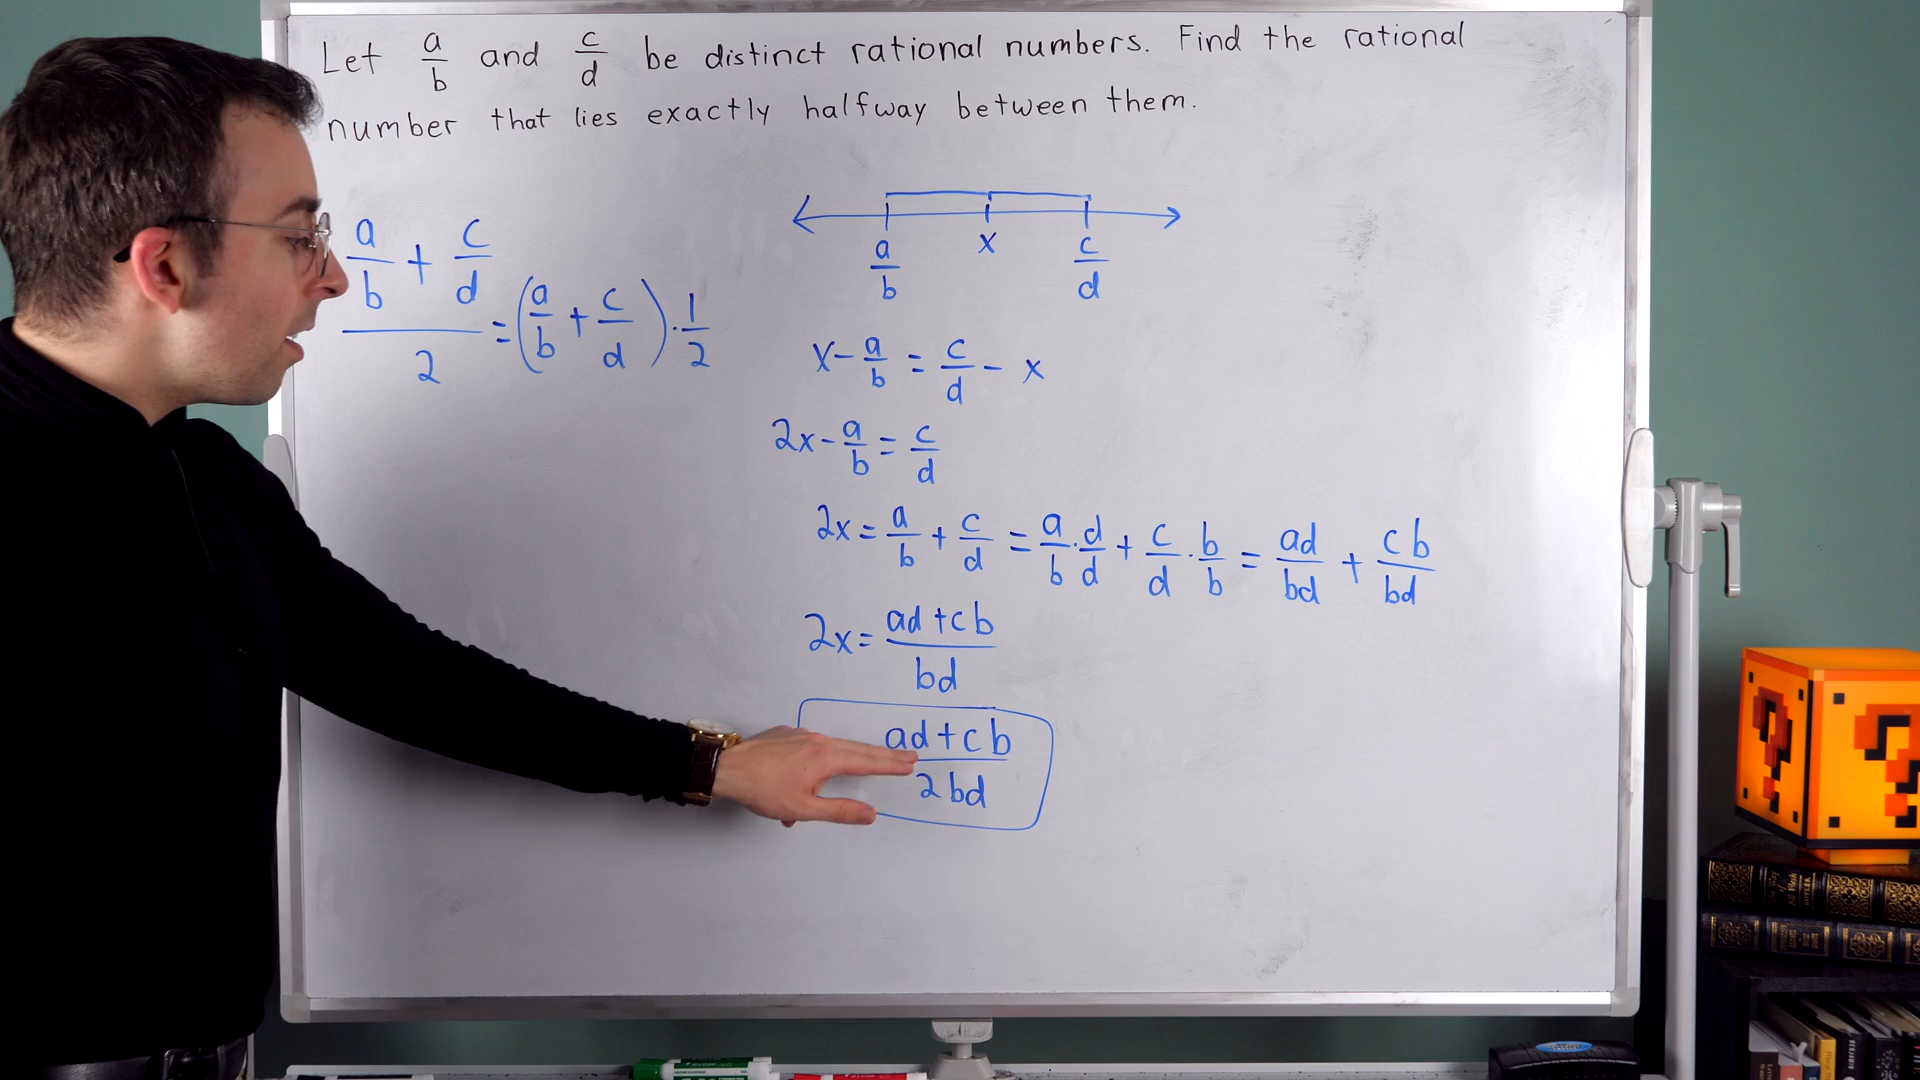 Let a/b and c/d be distinct rational numbers. Find the rational
number that lies exactly halfway between them.
(a/b + c/d)/2 = (a/b + c/d) · 1/2
a/b x c/d
x - a/b = c/d - x
2x - a/b = c/d
2x = a/b + c/d = a/b · d/d + c/d · b/b = ad/bd + cb/bd
2x = (ad + cb)/bd
(ad + cb)/2bd
? ?